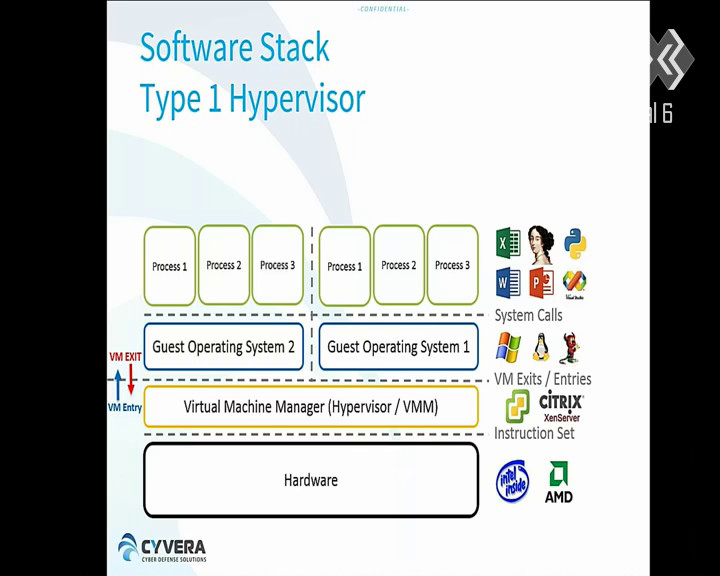 -CONFIDENTIAL-
Software Stack
Type 1 Hypervisor
al 6
Process 1
Process 2
Process 3
Process 1
Process 2
Process 3
System Calls
Guest Operating System 2
Guest Operating System 1
VM EXIT
VM Entry
VM Exits / Entries
Virtual Machine Manager (Hypervisor / VMM)
CITRIX
XenServer
Instruction Set
Hardware
intel inside
AMD
CYVERA
CYBER DEFENSE SOLUTIONS